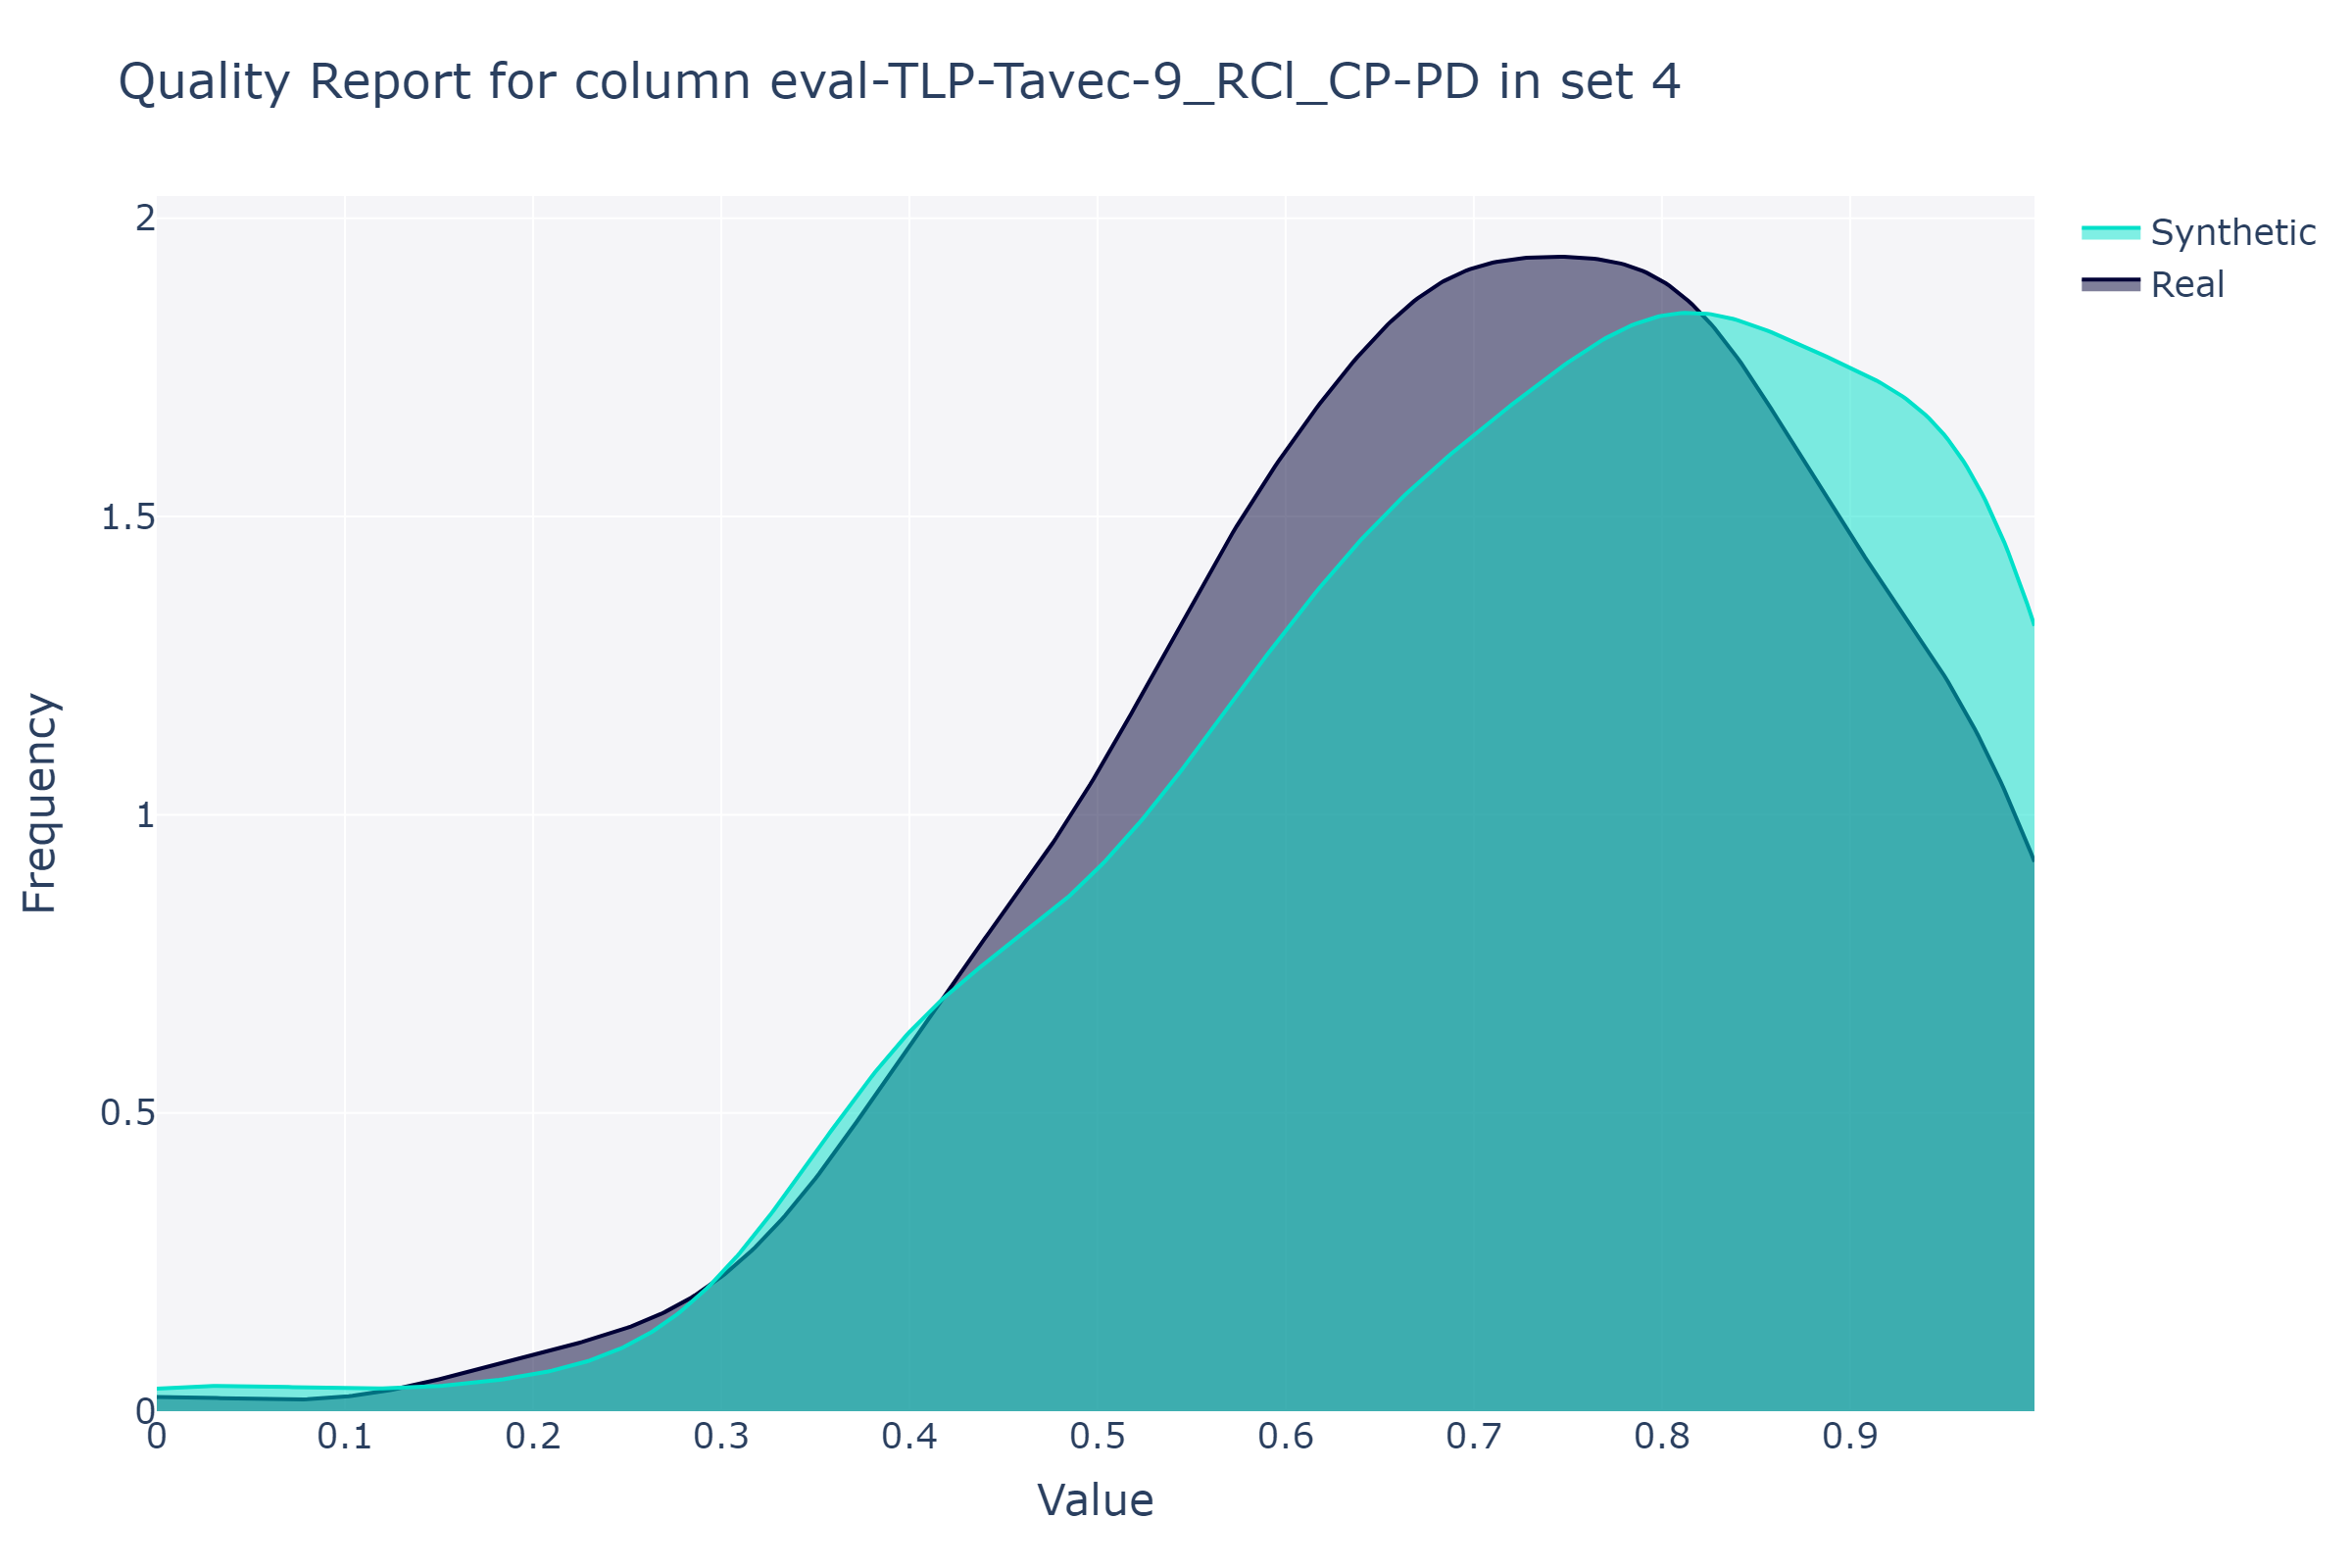 Quality Report for column eval-TLP-Tavec-9_RCl_CP-PD in set 4
Synthetic
Real
2
1.5
1
0.5
0
0 0.1 0.2 0.3 0.4 0.5 0.6 0.7 0.8 0.9
Value
Frequency